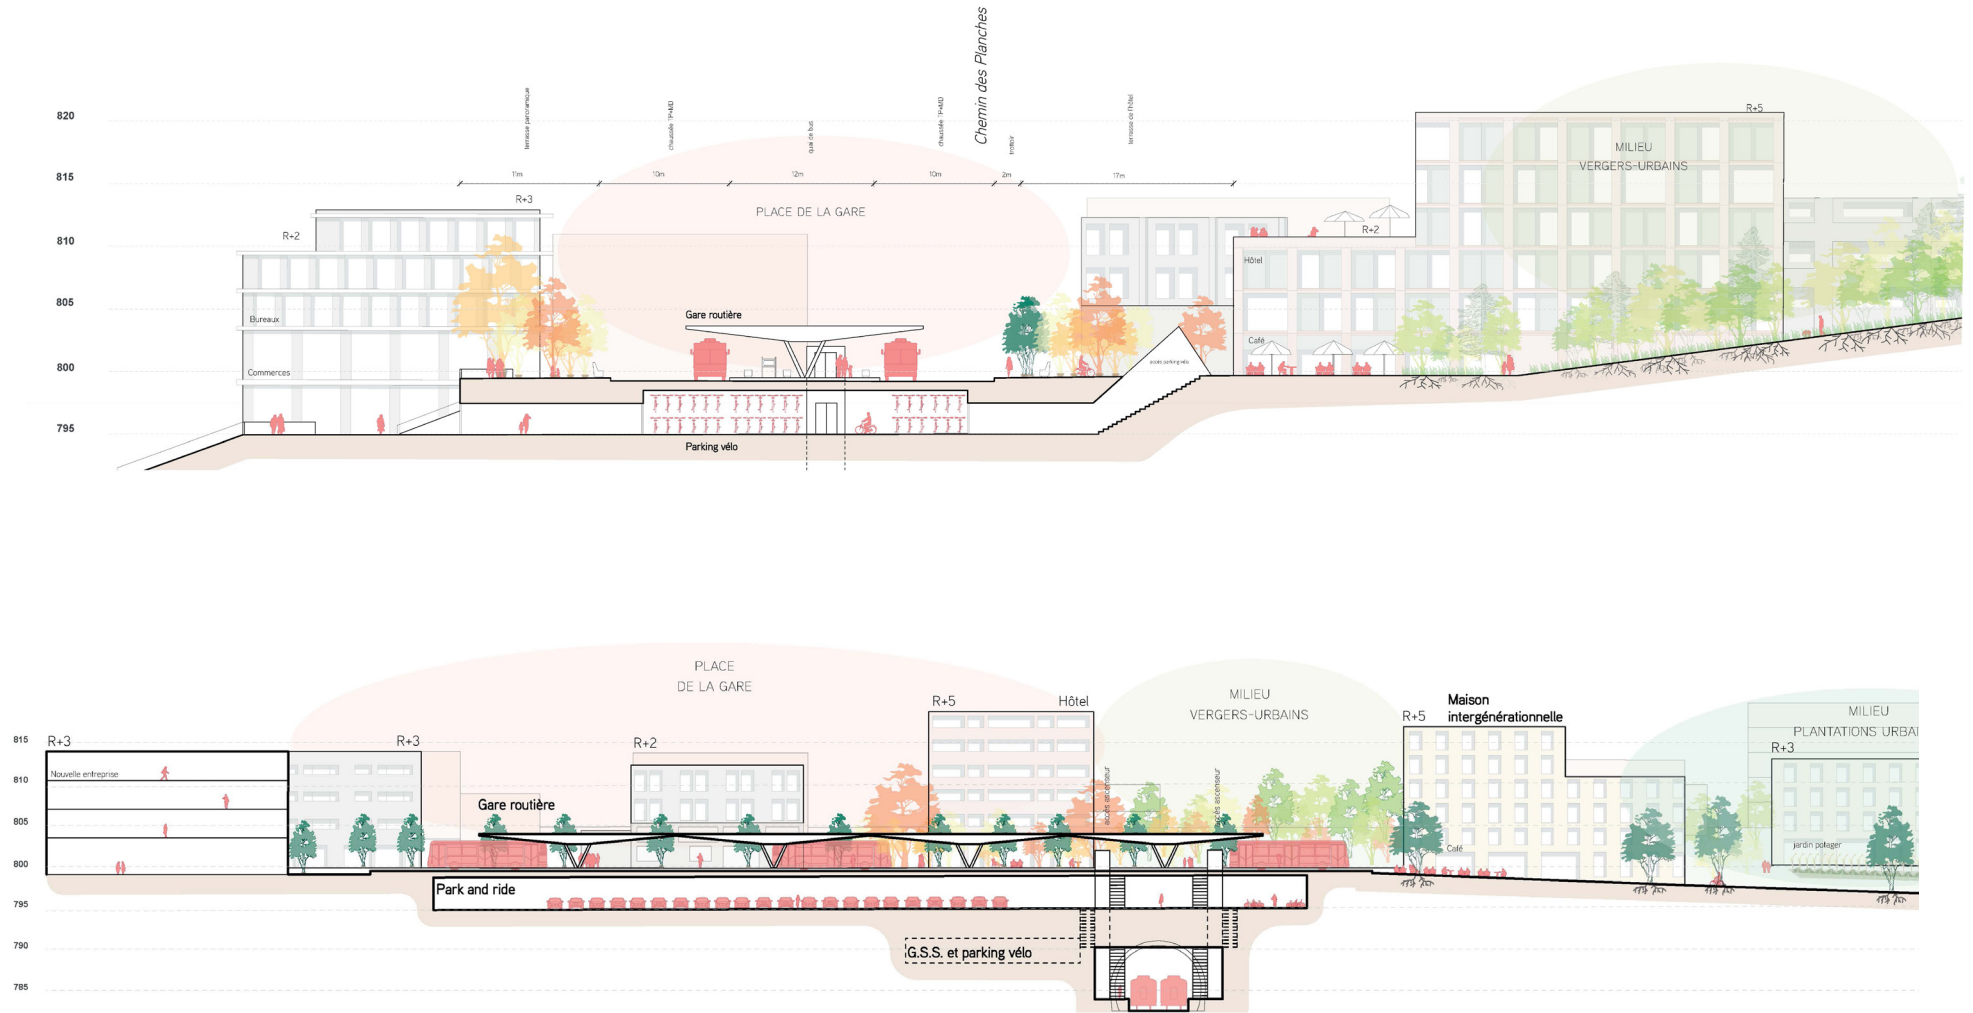 Chemin des Planches
terrasse panoramique
chaussée TP+MD
quai de bus
chaussée TP+MD
trottoir
terrasse de l'hôtel
820
815
810
805
800
795
11m
10m
12m
10m
2m
17m
R+5
MILIEU
VERGERS-URBAINS
R+3
PLACE DE LA GARE
R+2
R+2
Hôtel
Gare routière
Bureaux
Café
accès parking vélo
Commerces
Parking vélo
PLACE
DE LA GARE
MILIEU
VERGERS-URBAINS
R+5
Hôtel
Maison
intergénérationnelle
R+5
MILIEU
PLANTATIONS URBAI
R+3
815
R+3
R+3
R+2
Nouvelle entreprise
810
accès ascenseur
accès ascenseur
Gare routière
805
Café
jardin potager
800
Park and ride
795
G.S.S. et parking vélo
790
785